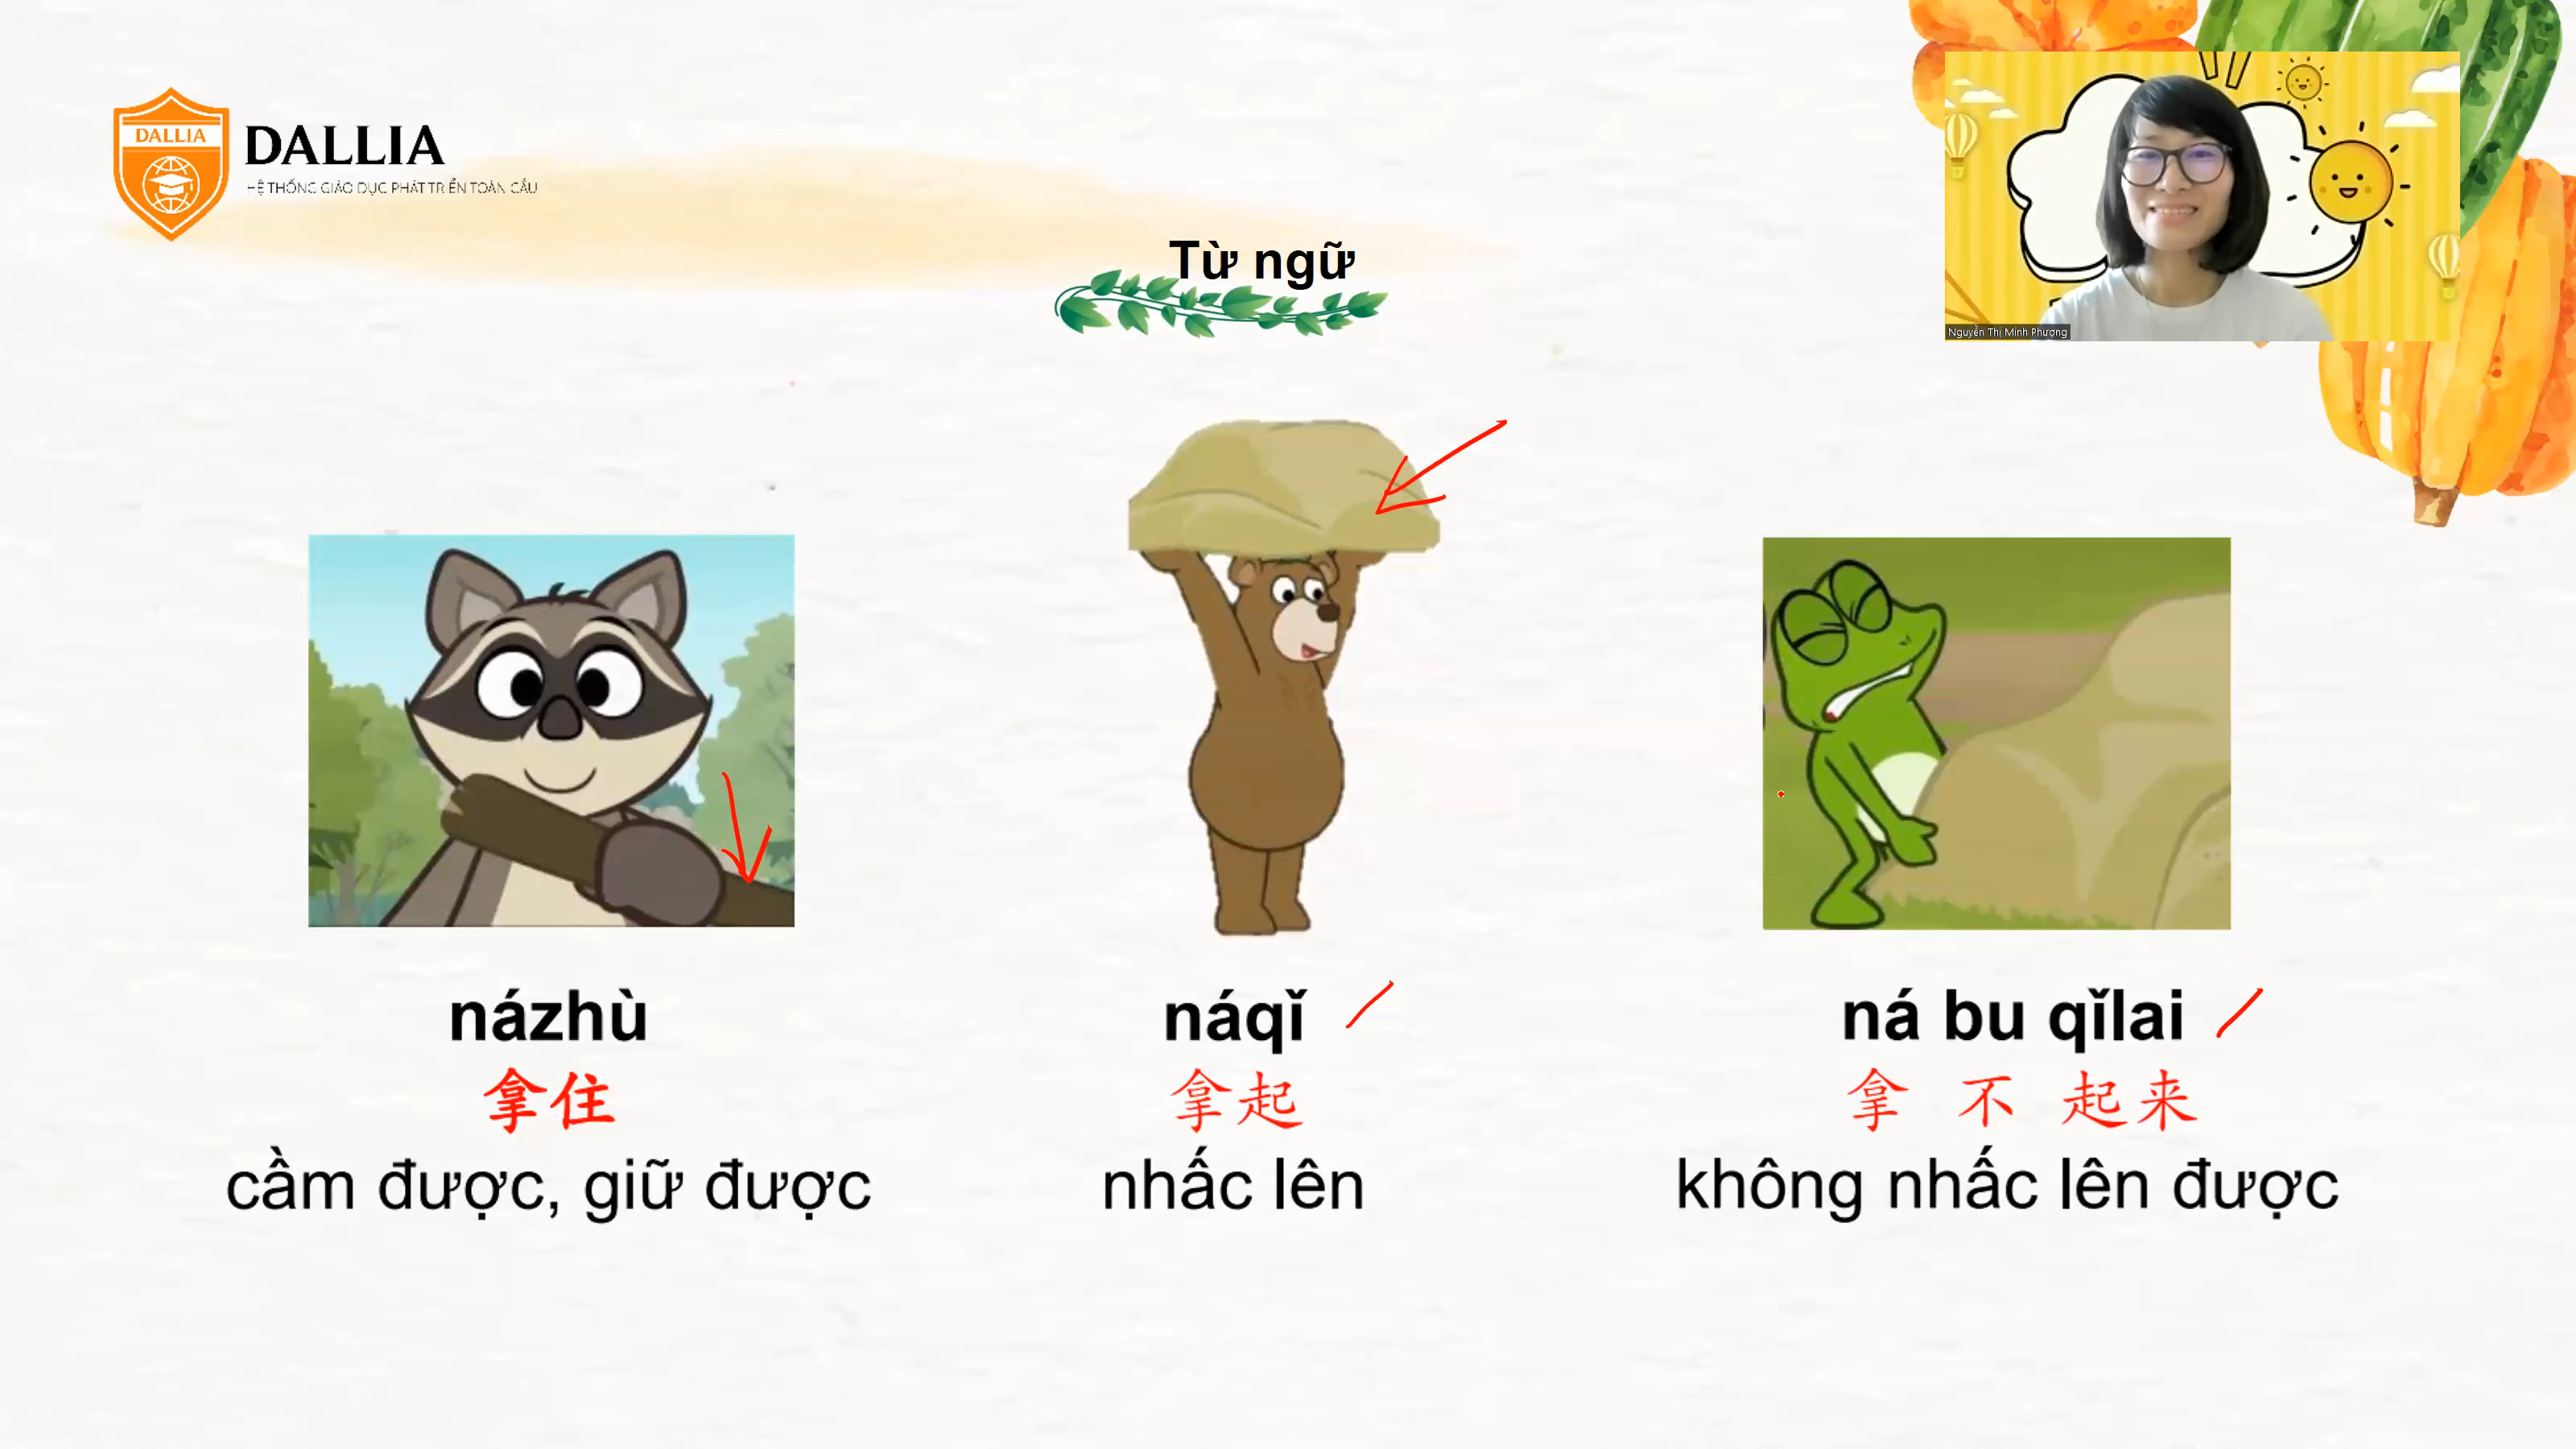 DALLIA
DALLIA
HỆ THỐNG GIÁO DỤC PHÁT TRIỂN TOÀN CẦU
Từ ngữ
Nguyễn Thị Minh Phượng
názhù
拿住
cầm được, giữ được
náqǐ
拿起
nhấc lên
ná bu qǐlai
拿 不 起来
không nhấc lên được